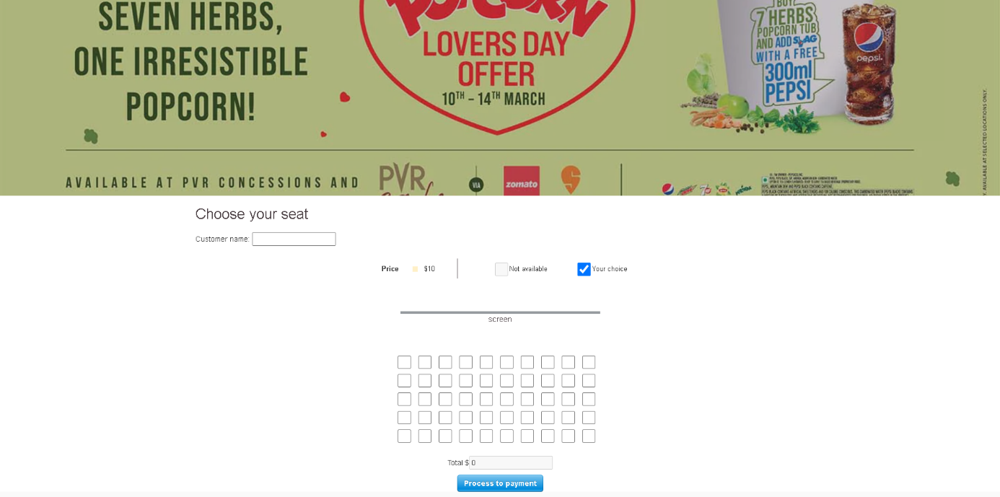 SEVEN HERBS,
ONE IRRESISTIBLE
POPCORN!
POPCORN
LOVERS DAY
OFFER
10TH – 14TH MARCH
BUY
7 HERBS
POPCORN TUB
AND ADD SWAG
WITH A FREE
300ml
PEPSI
pepsi.
AVAILABLE AT SELECTED LOCATIONS ONLY.
AVAILABLE AT PVR CONCESSIONS AND
PVR
VIA
zomato
Choose your seat
Customer name:
Price
$10
Not available
Your choice
screen
Total $ 0
Process to payment